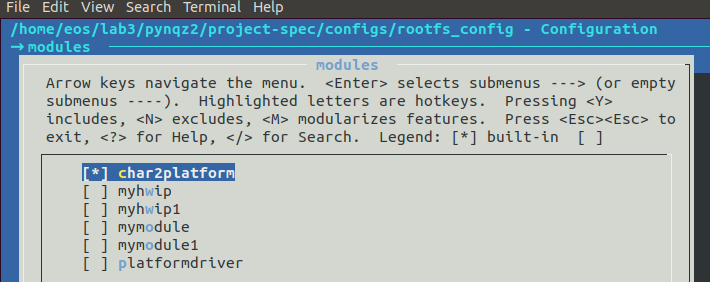 File Edit View Search Terminal Help
/home/eos/lab3/pynqz2/project-spec/configs/rootfs_config - Configuration
→ modules
modules
Arrow keys navigate the menu. <Enter> selects submenus ---> (or empty
submenus ----). Highlighted letters are hotkeys. Pressing <Y>
includes, <N> excludes, <M> modularizes features. Press <Esc><Esc> to
exit, <?> for Help, </> for Search. Legend: [*] built-in [ ]
[*] char2platform
[ ] myhwip
[ ] myhwip1
[ ] mymodule
[ ] mymodule1
[ ] platformdriver